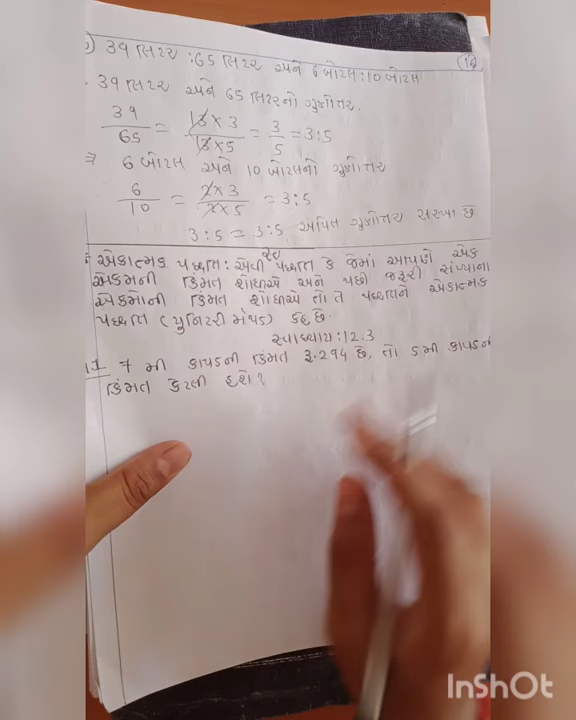 39 લિટર : 65 લિટર અને 6 બોટલ : 10 બોટલ
(16)
39 લિટર અને 65 લિટરનો ગુણોત્તર.
39/65 = 13×3/13×5 = 3/5 = 3:5
⇒ 6 બોટલ અને 10 બોટલનો ગુણોત્તર
6/10 = 2×3/2×5 = 3:5
3:5 = 3:5 ગુણોત્તર સરખા છે
એકાત્મક પદ્ધતિ : એવી પદ્ધતિ કે જેમાં આપણે એક
એકમની કિંમત શોધીએ અને પછી જરૂરી સંખ્યાના
એકમોની કિંમત શોધીએ તો તે પદ્ધતિને એકાત્મક
પદ્ધતિ (યુનિટરી મેથડ) કહે છે.
સ્વાધ્યાય : 12.3
1 7 મી કાપડની કિંમત રૂ.294 છે, તો 5 મી કાપડન
કિંમત કેટલી હશે?
InShOt